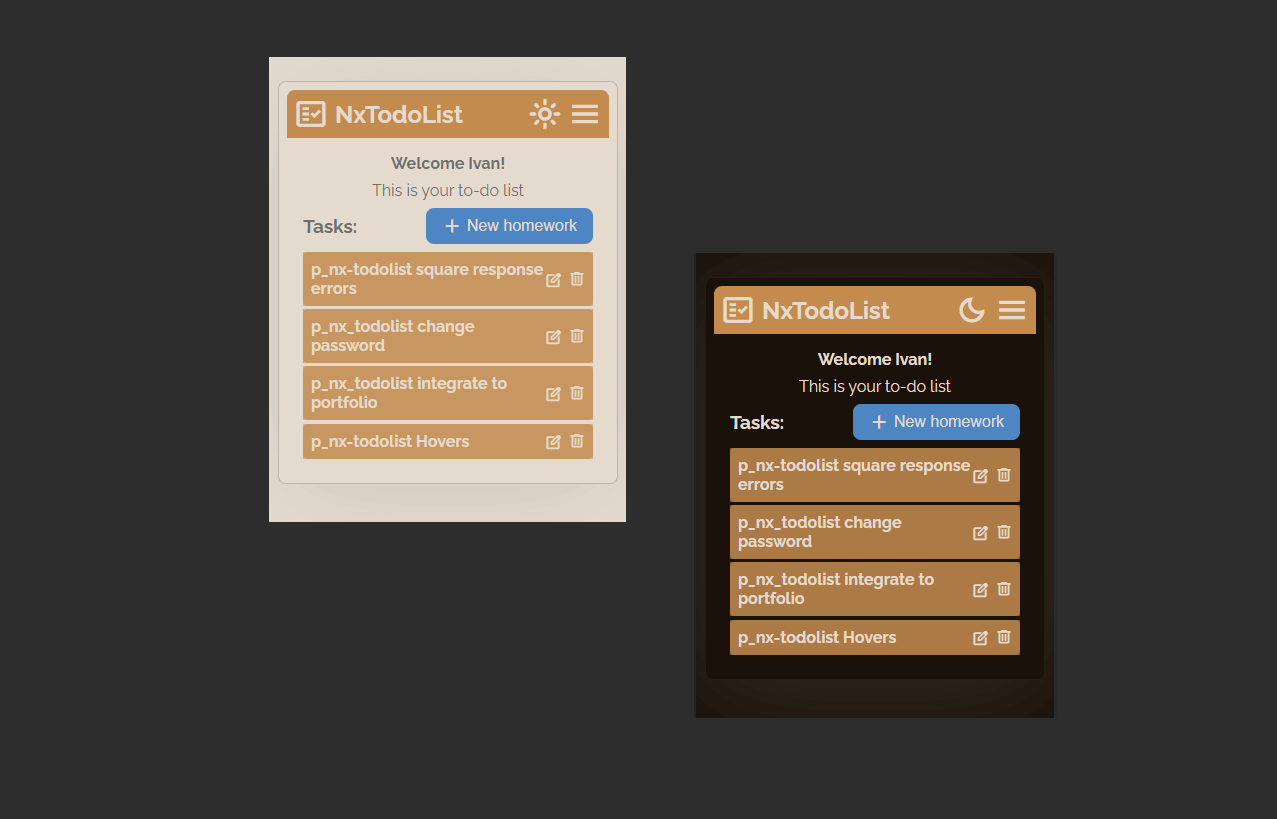 NxTodoList
Welcome Ivan!
This is your to-do list
Tasks:
New homework
p_nx-todolist square response
errors
p_nx_todolist change
password
p_nx_todolist integrate to
portfolio
p_nx-todolist Hovers
NxTodoList
Welcome Ivan!
This is your to-do list
Tasks:
New homework
p_nx-todolist square response
errors
p_nx_todolist change
password
p_nx_todolist integrate to
portfolio
p_nx-todolist Hovers